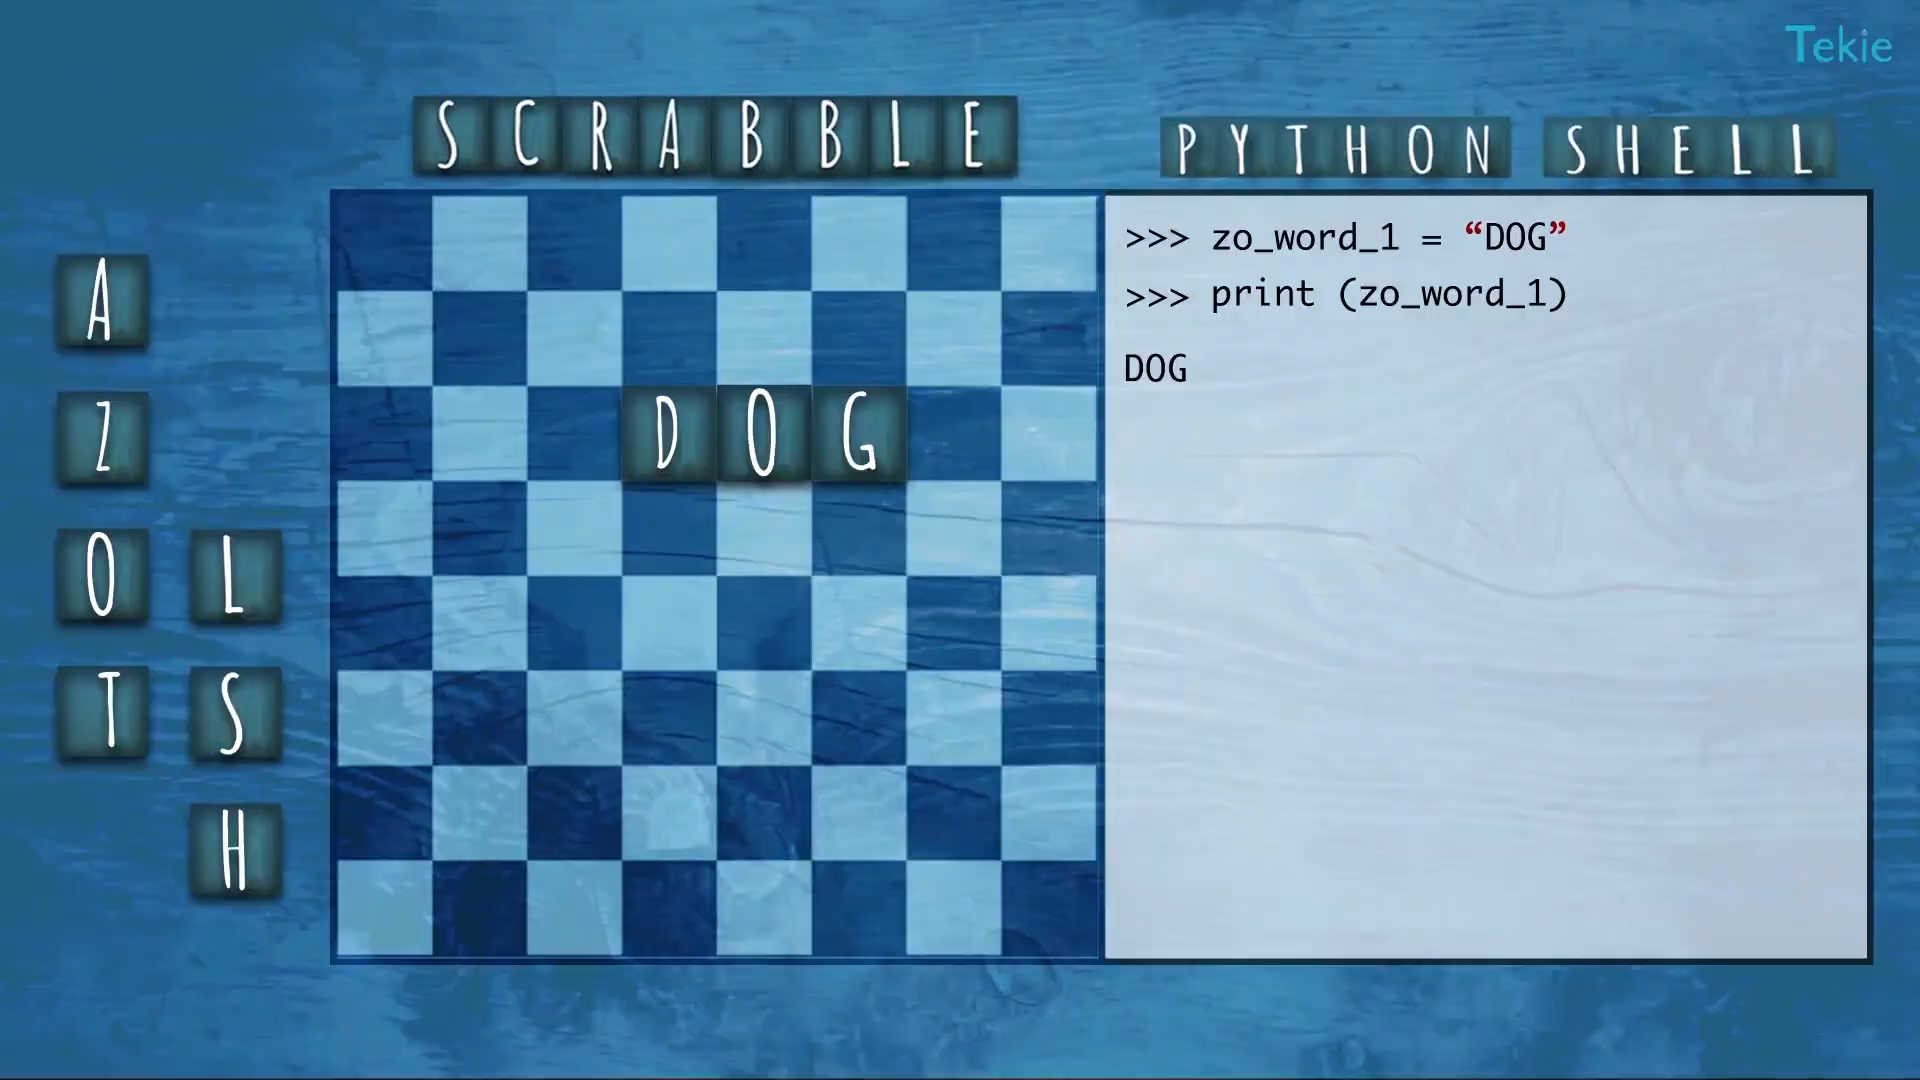 Tekie
SCRABBLE
PYTHON SHELL
A
Z
O L
T S
H
DOG
>>> zo_word_1 = “DOG”
>>> print (zo_word_1)
DOG